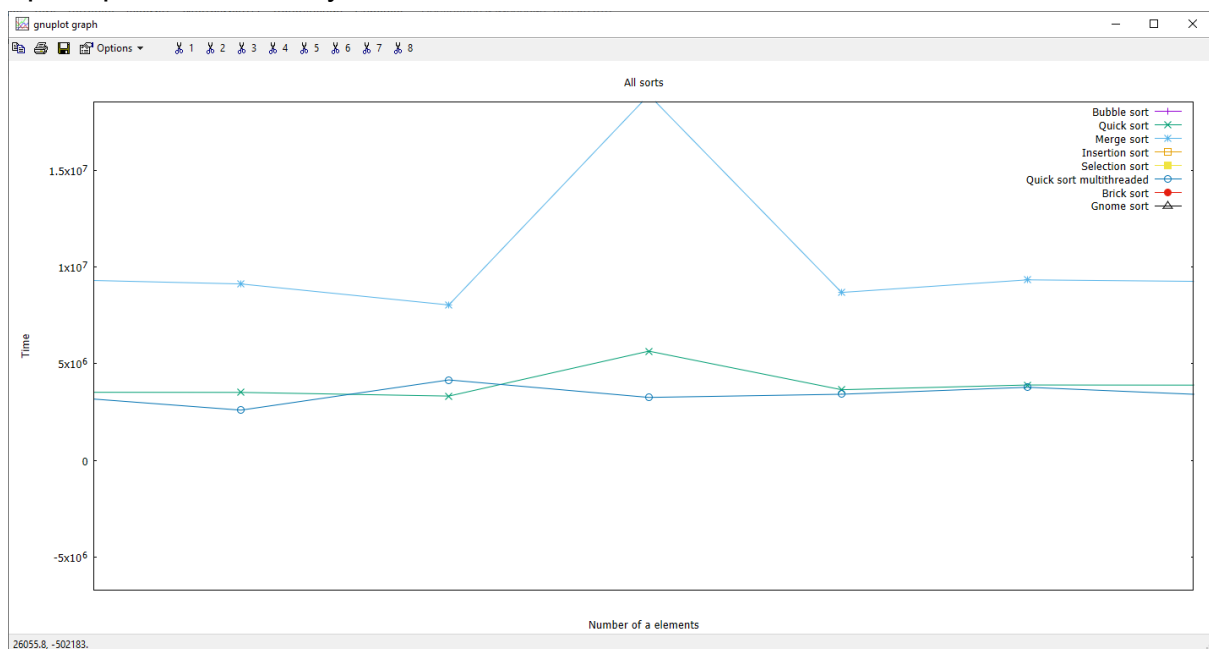 gnuplot graph
Options 1 2 3 4 5 6 7 8
All sorts
Bubble sort
Quick sort
Merge sort
Insertion sort
Selection sort
Quick sort multithreaded
Brick sort
Gnome sort
1.5x10⁷
1x10⁷
5x10⁶
0
-5x10⁶
Time
Number of a elements
26055.8, -502183.